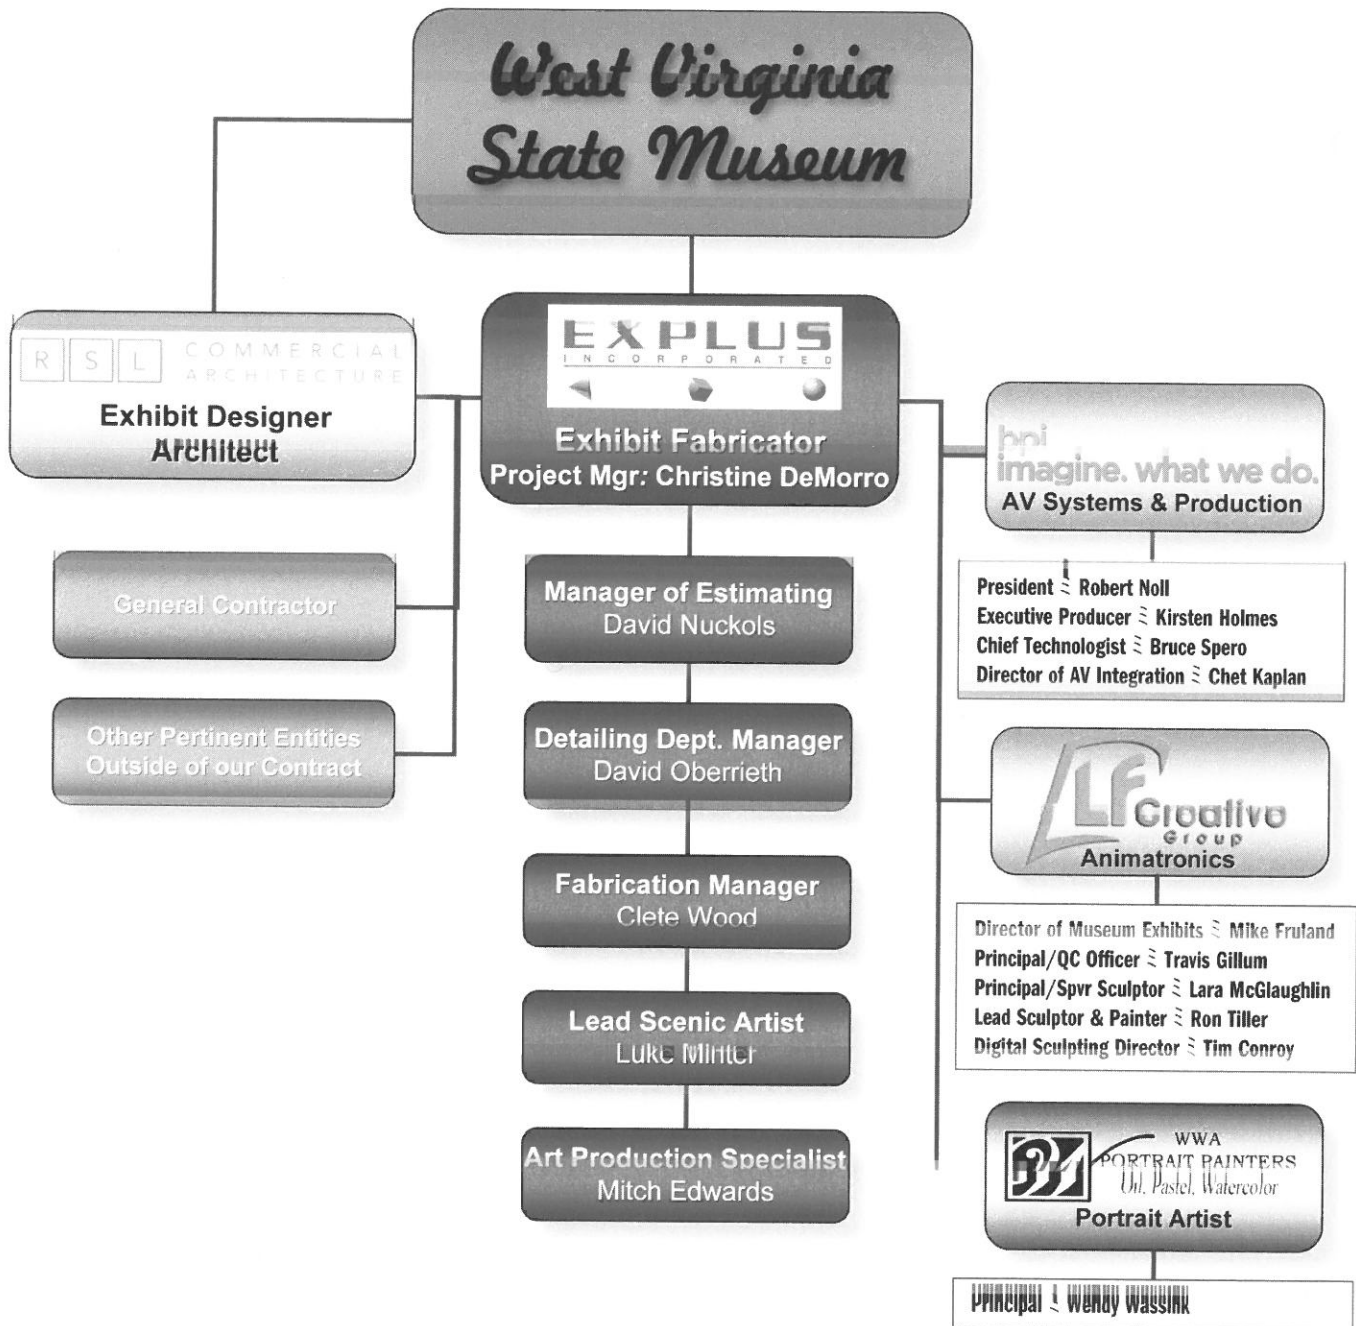 West Virginia
State Museum
RSL COMMERCIAL
ARCHITECTURE
Exhibit Designer
Architect
General Contractor
Other Pertinent Entities
Outside of our Contract
EXPLUS
INCORPORATED
Exhibit Fabricator
Project Mgr: Christine DeMorro
Manager of Estimating
David Nuckols
Detailing Dept. Manager
David Oberrieth
Fabrication Manager
Clete Wood
Lead Scenic Artist
Luke Minter
Art Production Specialist
Mitch Edwards
bpi
imagine. what we do.
AV Systems & Production
President - Robert Noll
Executive Producer - Kirsten Holmes
Chief Technologist - Bruce Spero
Director of AV Integration - Chet Kaplan
LF Creative
Group
Animatronics
Director of Museum Exhibits - Mike Fruland
Principal/QC Officer - Travis Gillum
Principal/Spvr Sculptor - Lara McGlaughlin
Lead Sculptor & Painter - Ron Tiller
Digital Sculpting Director - Tim Conroy
WWA
PORTRAIT PAINTERS
Oil, Pastel, Watercolor
Portrait Artist
Principal - Wendy Wassink